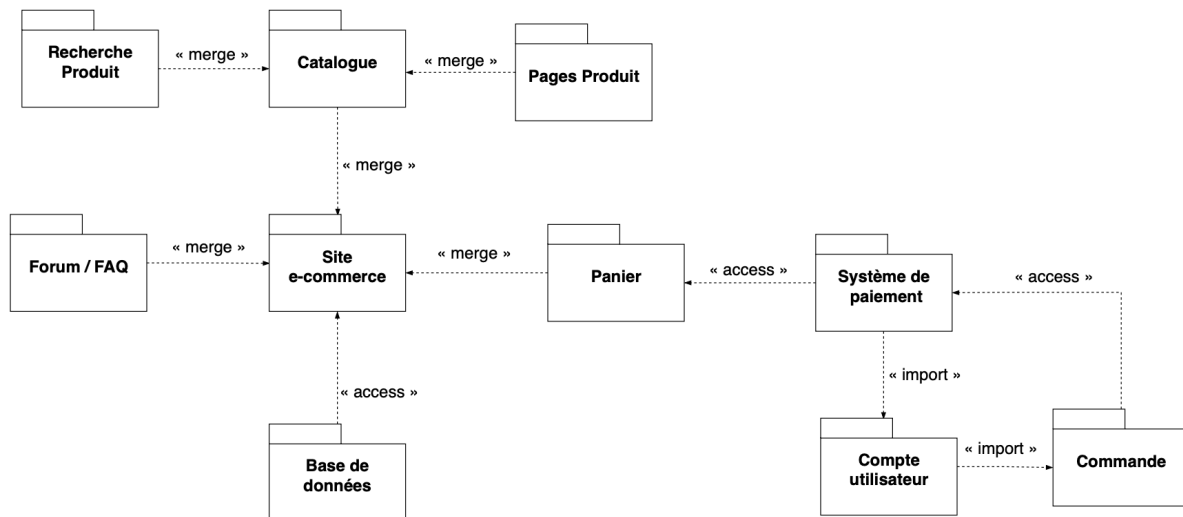 Recherche
Produit
« merge »
Catalogue
« merge »
Pages Produit
« merge »
Forum / FAQ
« merge »
Site
e-commerce
« merge »
Panier
« access »
Système de
paiement
« access »
« import »
« access »
Base de
données
Compte
utilisateur
« import »
Commande